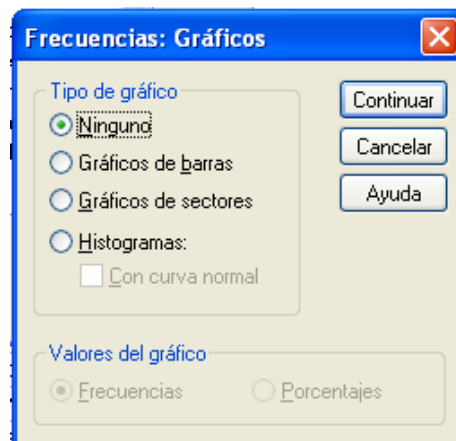 Frecuencias: Gráficos
Tipo de gráfico
Ninguno
Gráficos de barras
Gráficos de sectores
Histogramas:
Con curva normal
Continuar
Cancelar
Ayuda
Valores del gráfico
Frecuencias Porcentajes